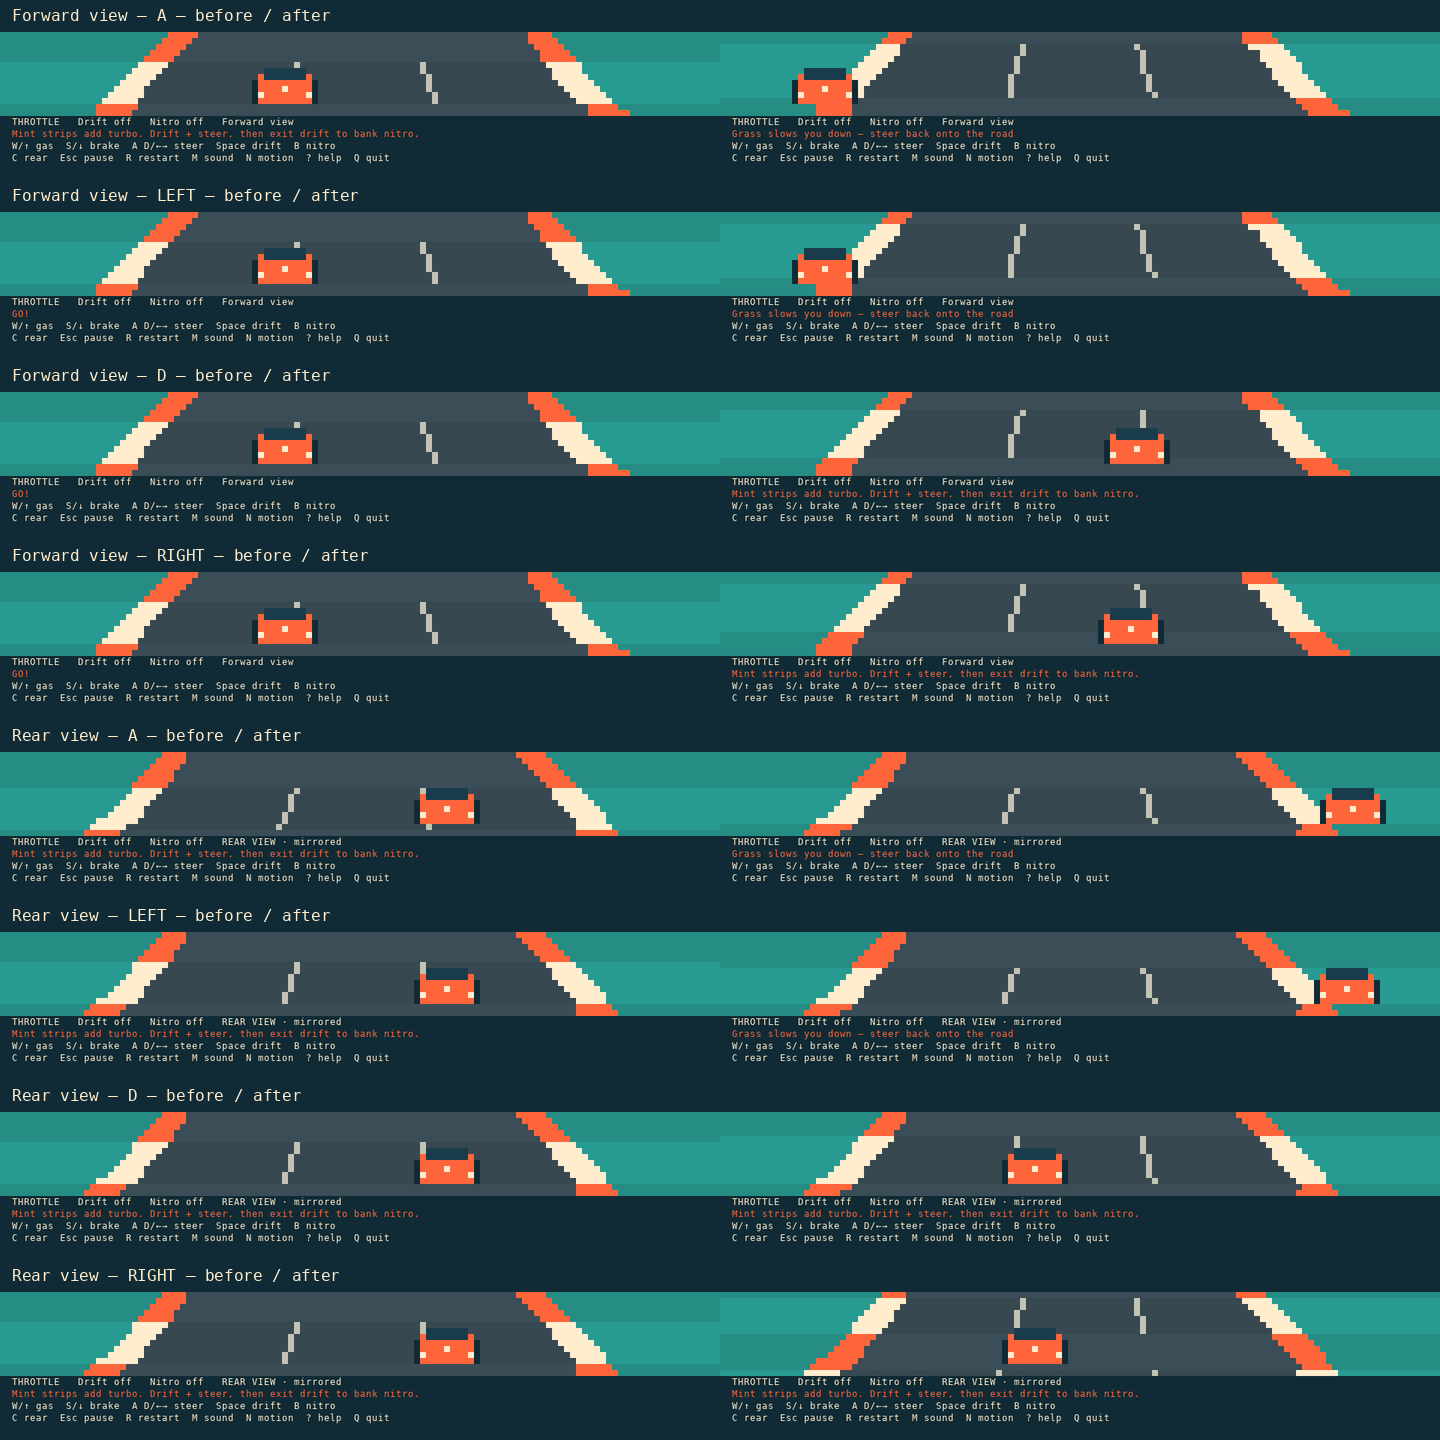 Forward view — A — before / after
THROTTLE   Drift off   Nitro off   Forward view
Mint strips add turbo. Drift + steer, then exit drift to bank nitro.
W/↑ gas  S/↓ brake  A D/←→ steer  Space drift  B nitro
C rear  Esc pause  R restart  M sound  N motion  ? help  Q quit
THROTTLE   Drift off   Nitro off   Forward view
Grass slows you down — steer back onto the road
W/↑ gas  S/↓ brake  A D/←→ steer  Space drift  B nitro
C rear  Esc pause  R restart  M sound  N motion  ? help  Q quit
Forward view — LEFT — before / after
THROTTLE   Drift off   Nitro off   Forward view
GO!
W/↑ gas  S/↓ brake  A D/←→ steer  Space drift  B nitro
C rear  Esc pause  R restart  M sound  N motion  ? help  Q quit
THROTTLE   Drift off   Nitro off   Forward view
Grass slows you down — steer back onto the road
W/↑ gas  S/↓ brake  A D/←→ steer  Space drift  B nitro
C rear  Esc pause  R restart  M sound  N motion  ? help  Q quit
Forward view — D — before / after
THROTTLE   Drift off   Nitro off   Forward view
GO!
W/↑ gas  S/↓ brake  A D/←→ steer  Space drift  B nitro
C rear  Esc pause  R restart  M sound  N motion  ? help  Q quit
THROTTLE   Drift off   Nitro off   Forward view
Mint strips add turbo. Drift + steer, then exit drift to bank nitro.
W/↑ gas  S/↓ brake  A D/←→ steer  Space drift  B nitro
C rear  Esc pause  R restart  M sound  N motion  ? help  Q quit
Forward view — RIGHT — before / after
THROTTLE   Drift off   Nitro off   Forward view
GO!
W/↑ gas  S/↓ brake  A D/←→ steer  Space drift  B nitro
C rear  Esc pause  R restart  M sound  N motion  ? help  Q quit
THROTTLE   Drift off   Nitro off   Forward view
Mint strips add turbo. Drift + steer, then exit drift to bank nitro.
W/↑ gas  S/↓ brake  A D/←→ steer  Space drift  B nitro
C rear  Esc pause  R restart  M sound  N motion  ? help  Q quit
Rear view — A — before / after
THROTTLE   Drift off   Nitro off   REAR VIEW · mirrored
Mint strips add turbo. Drift + steer, then exit drift to bank nitro.
W/↑ gas  S/↓ brake  A D/←→ steer  Space drift  B nitro
C rear  Esc pause  R restart  M sound  N motion  ? help  Q quit
THROTTLE   Drift off   Nitro off   REAR VIEW · mirrored
Grass slows you down — steer back onto the road
W/↑ gas  S/↓ brake  A D/←→ steer  Space drift  B nitro
C rear  Esc pause  R restart  M sound  N motion  ? help  Q quit
Rear view — LEFT — before / after
THROTTLE   Drift off   Nitro off   REAR VIEW · mirrored
Mint strips add turbo. Drift + steer, then exit drift to bank nitro.
W/↑ gas  S/↓ brake  A D/←→ steer  Space drift  B nitro
C rear  Esc pause  R restart  M sound  N motion  ? help  Q quit
THROTTLE   Drift off   Nitro off   REAR VIEW · mirrored
Grass slows you down — steer back onto the road
W/↑ gas  S/↓ brake  A D/←→ steer  Space drift  B nitro
C rear  Esc pause  R restart  M sound  N motion  ? help  Q quit
Rear view — D — before / after
THROTTLE   Drift off   Nitro off   REAR VIEW · mirrored
Mint strips add turbo. Drift + steer, then exit drift to bank nitro.
W/↑ gas  S/↓ brake  A D/←→ steer  Space drift  B nitro
C rear  Esc pause  R restart  M sound  N motion  ? help  Q quit
THROTTLE   Drift off   Nitro off   REAR VIEW · mirrored
Mint strips add turbo. Drift + steer, then exit drift to bank nitro.
W/↑ gas  S/↓ brake  A D/←→ steer  Space drift  B nitro
C rear  Esc pause  R restart  M sound  N motion  ? help  Q quit
Rear view — RIGHT — before / after
THROTTLE   Drift off   Nitro off   REAR VIEW · mirrored
Mint strips add turbo. Drift + steer, then exit drift to bank nitro.
W/↑ gas  S/↓ brake  A D/←→ steer  Space drift  B nitro
C rear  Esc pause  R restart  M sound  N motion  ? help  Q quit
THROTTLE   Drift off   Nitro off   REAR VIEW · mirrored
Mint strips add turbo. Drift + steer, then exit drift to bank nitro.
W/↑ gas  S/↓ brake  A D/←→ steer  Space drift  B nitro
C rear  Esc pause  R restart  M sound  N motion  ? help  Q quit